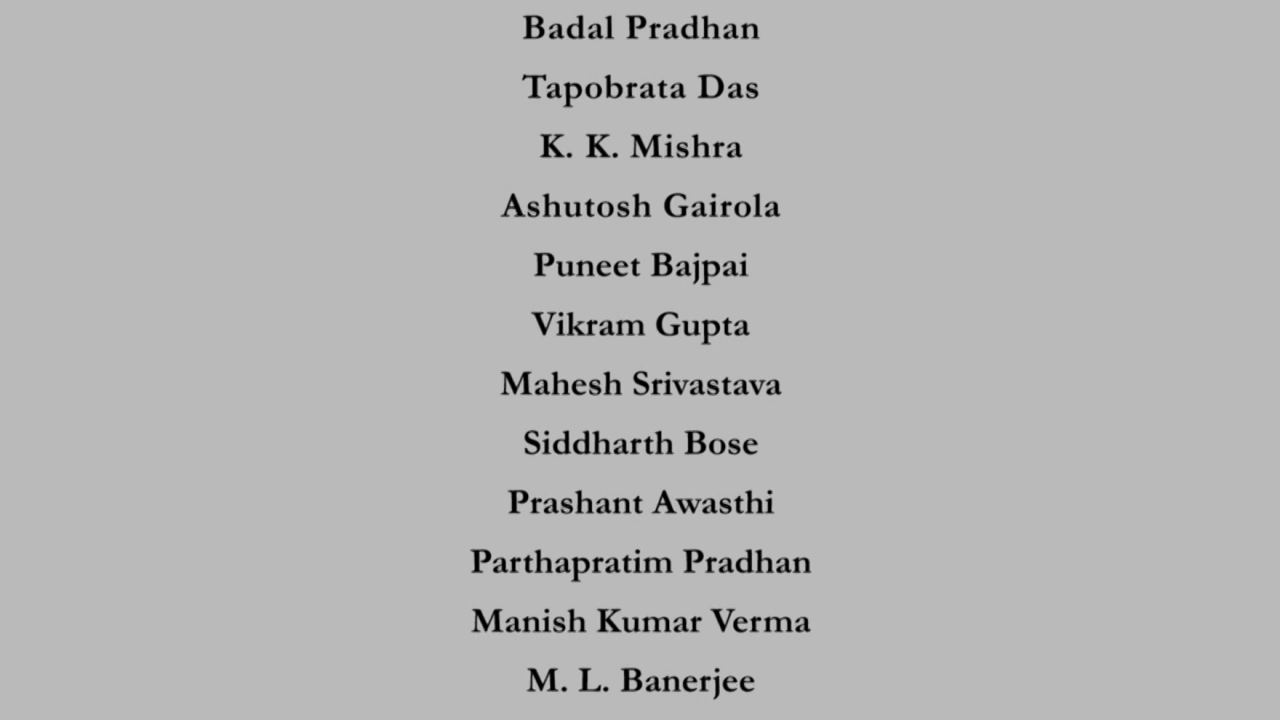 Badal Pradhan
Tapobrata Das
K. K. Mishra
Ashutosh Gairola
Puneet Bajpai
Vikram Gupta
Mahesh Srivastava
Siddharth Bose
Prashant Awasthi
Parthapratim Pradhan
Manish Kumar Verma
M. L. Banerjee